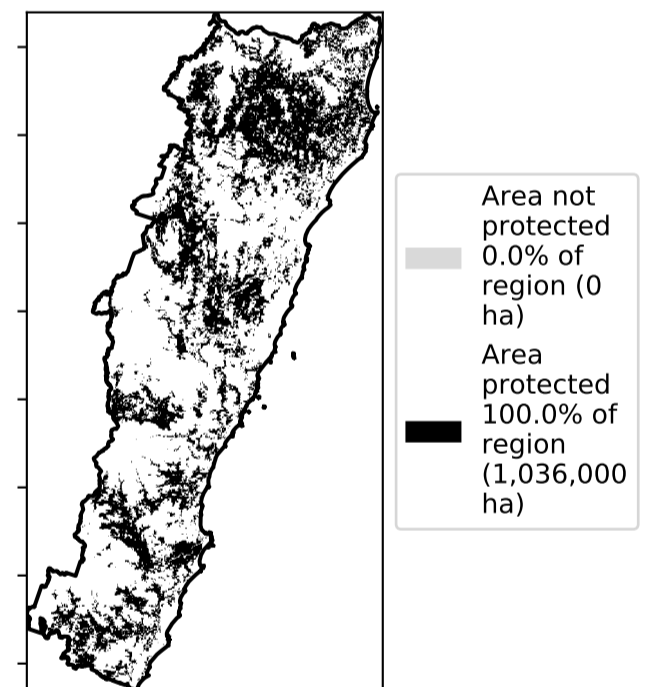 Area not
protected
0.0% of
region (0
ha)
Area
protected
100.0% of
region
(1,036,000
ha)